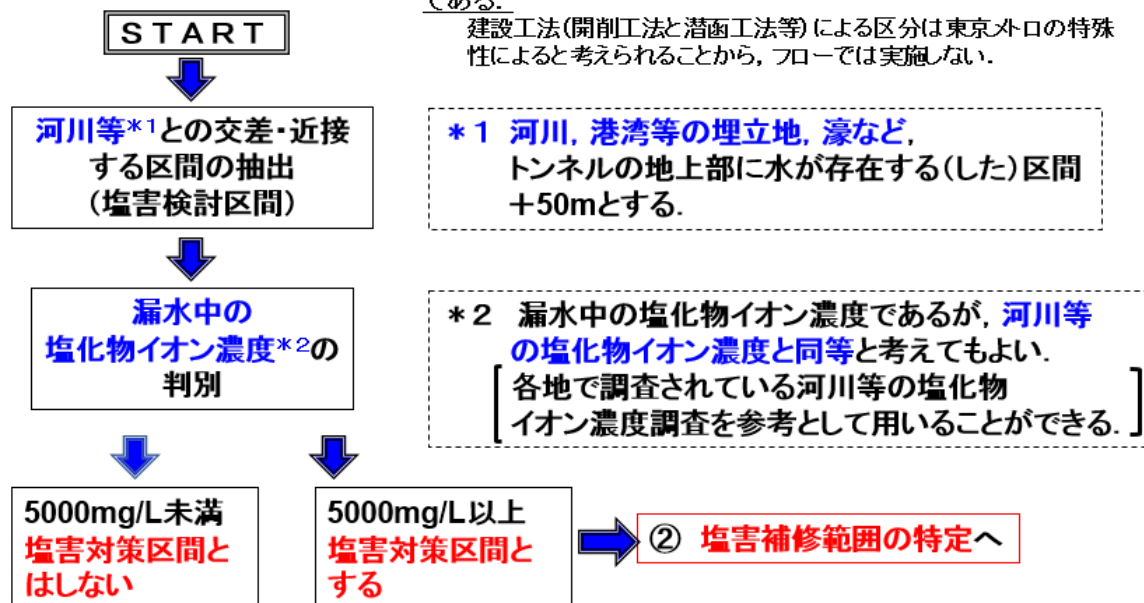 である.
建設工法(開削工法と潜函工法等)による区分は東京メトロの特殊
性によると考えられることから, フローでは実施しない.
START
河川等*1との交差・近接
する区間の抽出
(塩害検討区間)
*1 河川, 港湾等の埋立地, 濠など,
トンネルの地上部に水が存在する(した)区間
+50mとする.
漏水中の
塩化物イオン濃度*2の
判別
*2 漏水中の塩化物イオン濃度であるが, 河川等
の塩化物イオン濃度と同等と考えてもよい.
[各地で調査されている河川等の塩化物
イオン濃度調査を参考として用いることができる.]
5000mg/L未満
塩害対策区間と
はしない
5000mg/L以上
塩害対策区間と
する
② 塩害補修範囲の特定へ